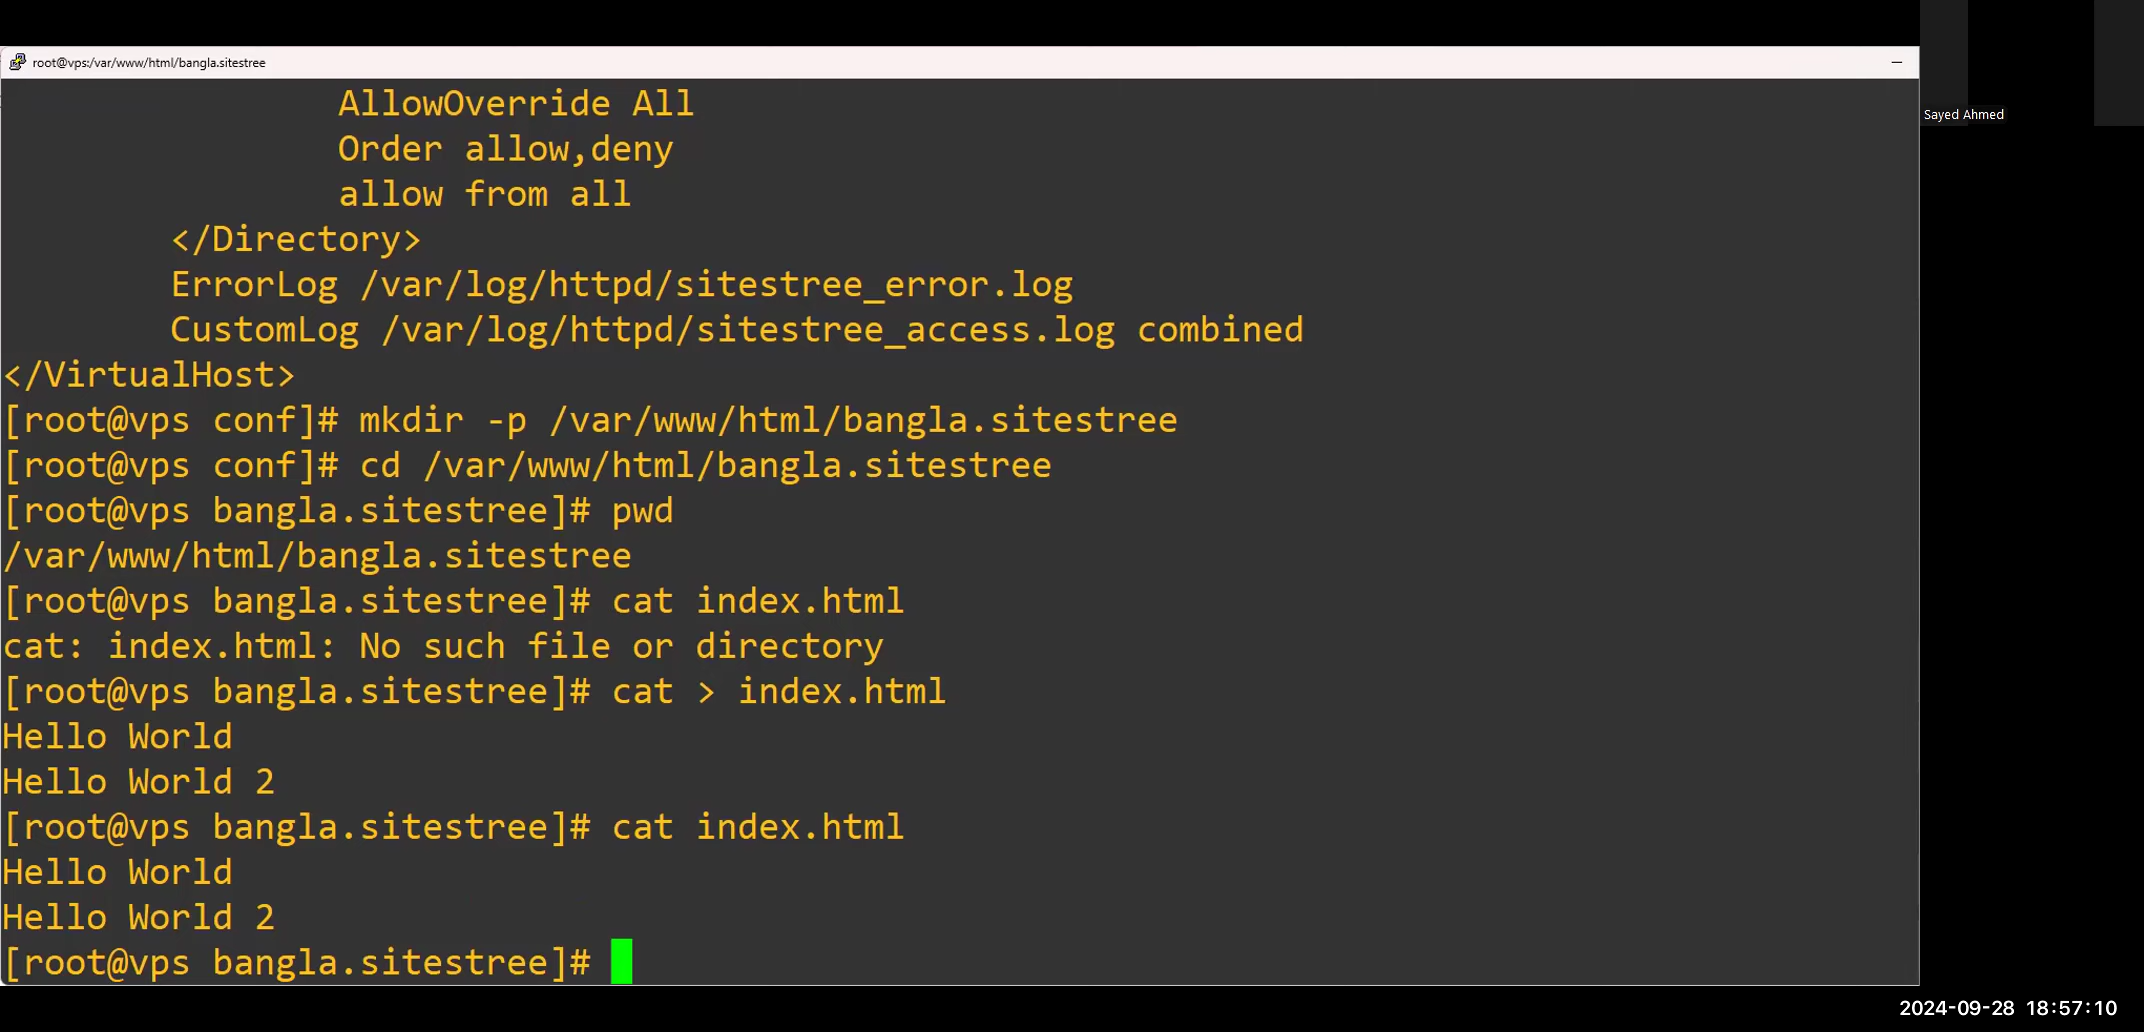 root@vps:/var/www/html/bangla.sitestree
Sayed Ahmed
AllowOverride All
Order allow,deny
allow from all
</Directory>
ErrorLog /var/log/httpd/sitestree_error.log
CustomLog /var/log/httpd/sitestree_access.log combined
</VirtualHost>
[root@vps conf]# mkdir -p /var/www/html/bangla.sitestree
[root@vps conf]# cd /var/www/html/bangla.sitestree
[root@vps bangla.sitestree]# pwd
/var/www/html/bangla.sitestree
[root@vps bangla.sitestree]# cat index.html
cat: index.html: No such file or directory
[root@vps bangla.sitestree]# cat > index.html
Hello World
Hello World 2
[root@vps bangla.sitestree]# cat index.html
Hello World
Hello World 2
[root@vps bangla.sitestree]#
2024-09-28 18:57:10